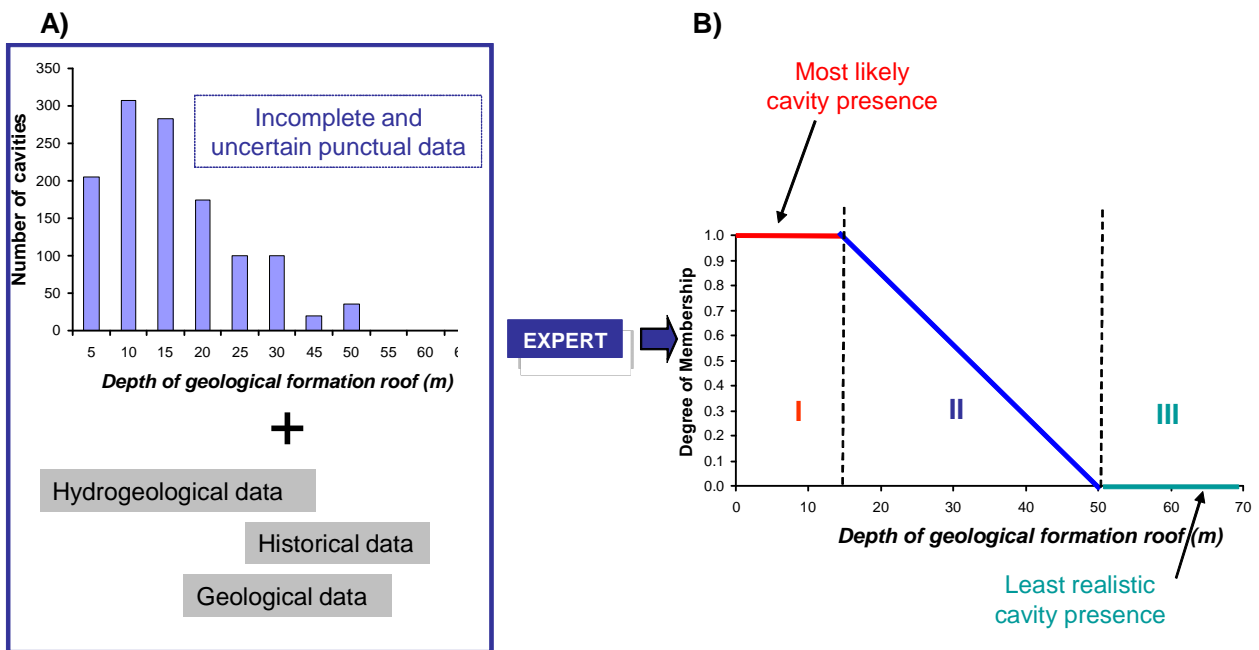 A)
350
300
250
200
150
100
50
0
Number of cavities
Incomplete and
uncertain punctual data
5 10 15 20 25 30 45 50 55 60 6
Depth of geological formation roof (m)
+
Hydrogeological data
Historical data
Geological data
EXPERT
B)
Most likely
cavity presence
1.0
0.9
0.8
0.7
0.6
0.5
0.4
0.3
0.2
0.1
0.0
Degree of Membership
I
II
III
0 10 20 30 40 50 60 70
Depth of geological formation roof (m)
Least realistic
cavity presence